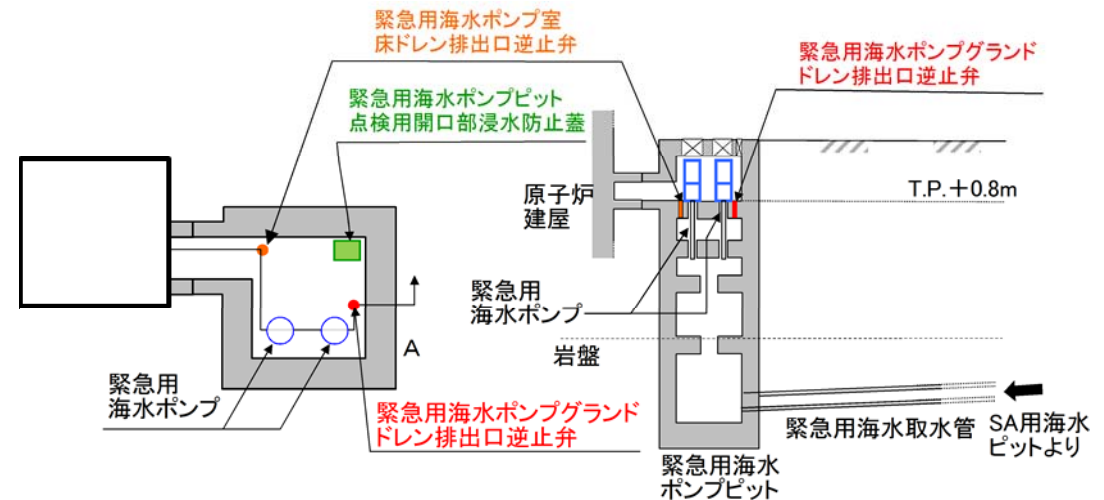 緊急用海水ポンプ室
床ドレン排出口逆止弁
緊急用海水ポンプグランド
ドレン排出口逆止弁
緊急用海水ポンプピット
点検用開口部浸水防止蓋
原子炉
建屋
T.P.+0.8m
緊急用
海水ポンプ
A
岩盤
緊急用
海水ポンプ
緊急用海水ポンプグランド
ドレン排出口逆止弁
緊急用海水取水管
SA用海水
ピットより
緊急用海水
ポンプピット